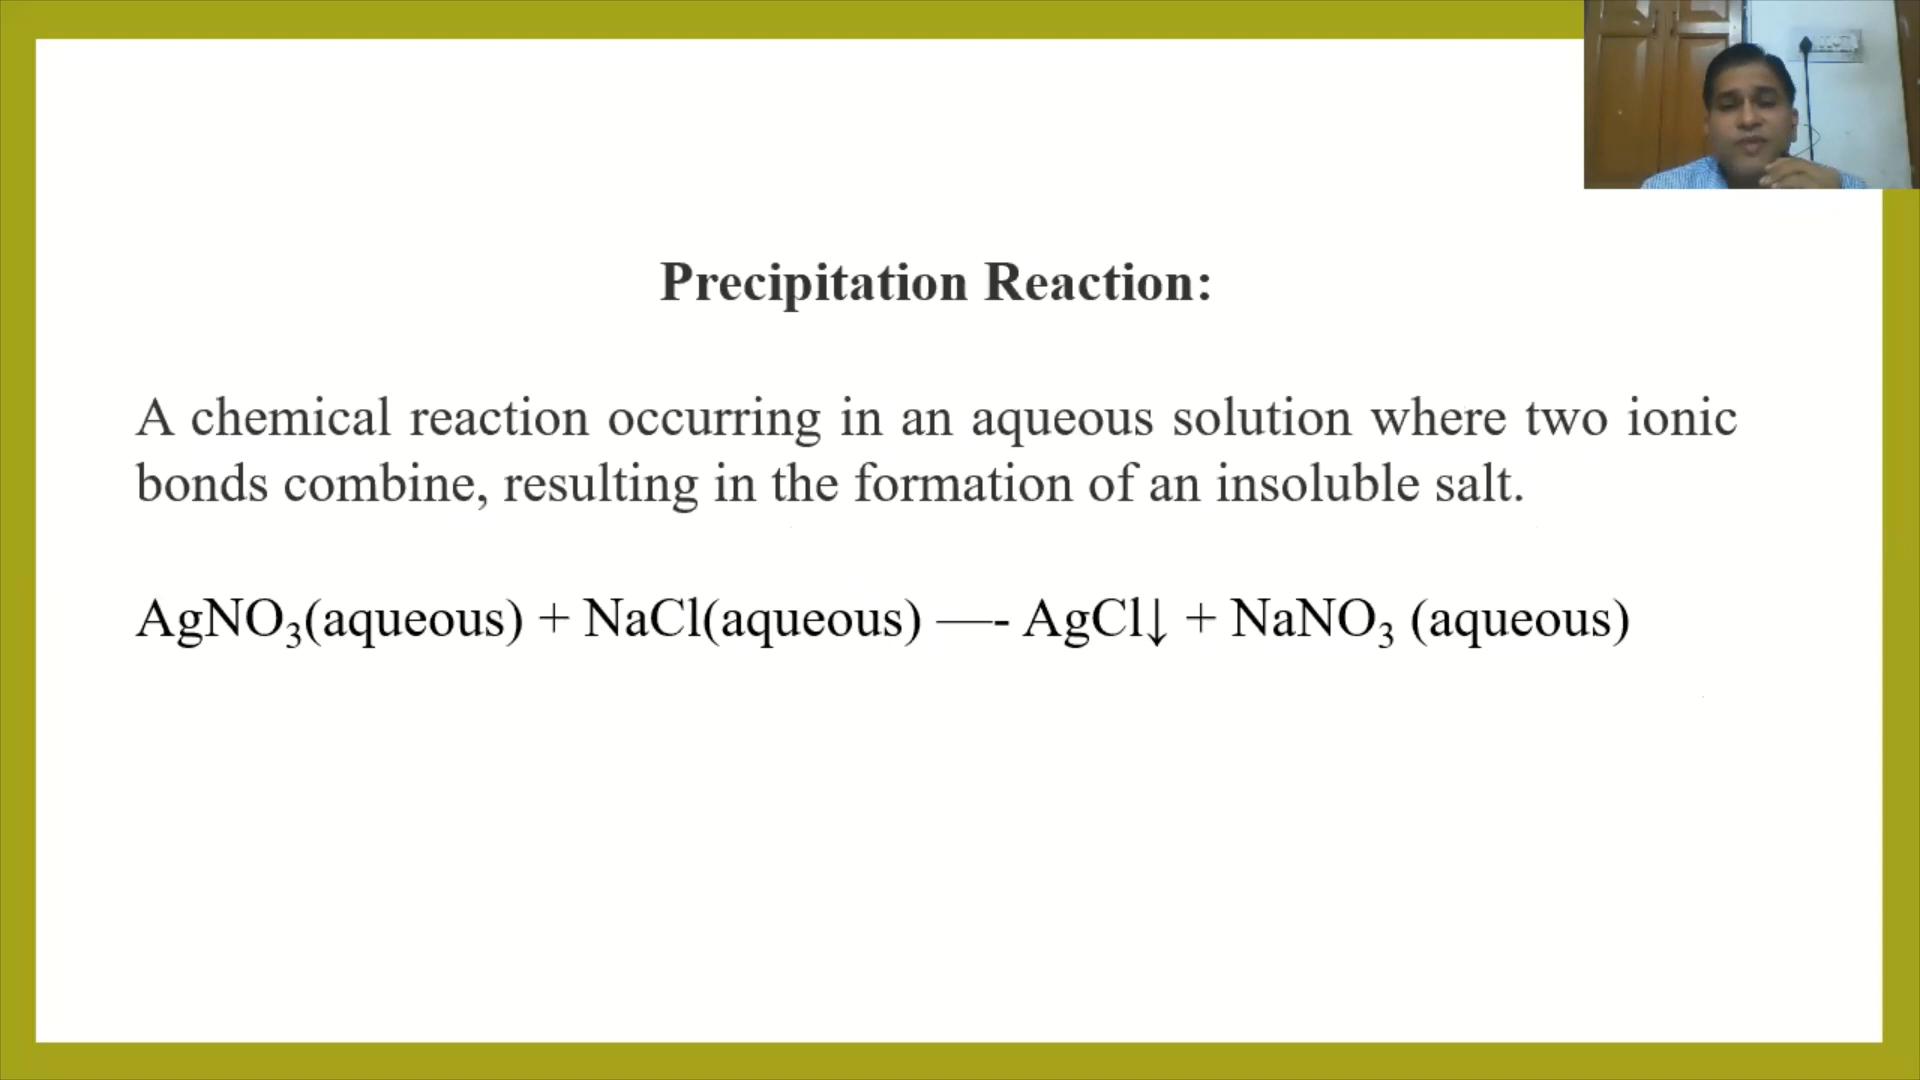 Precipitation Reaction:
A chemical reaction occurring in an aqueous solution where two ionic
bonds combine, resulting in the formation of an insoluble salt.
AgNO₃(aqueous) + NaCl(aqueous) —- AgCl↓ + NaNO₃ (aqueous)